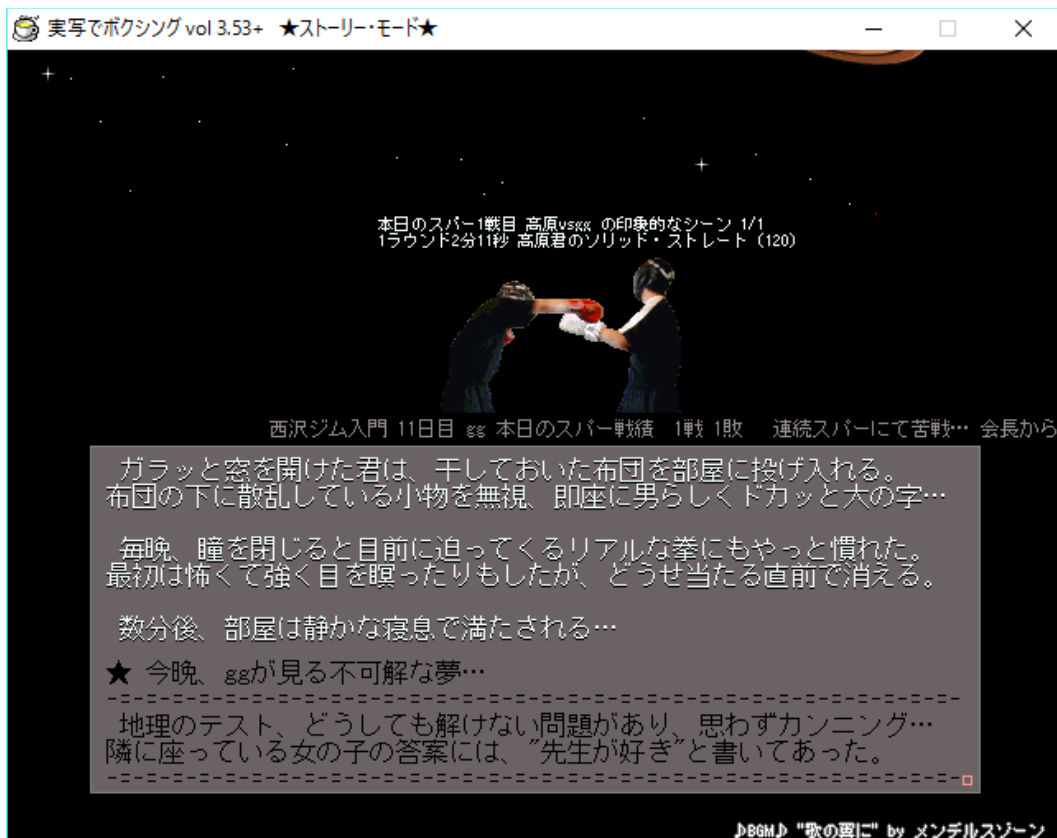 実写でボクシング vol 3.53+ ★ストーリー・モード★
本日のスパー1戦目 高原vsgg の印象的なシーン 1/1
1ラウンド2分11秒 高原君のソリッド・ストレート (120)
西沢ジム入門 11日目 gg 本日のスパー戦績 1戦 1敗 連続スパーにて苦戦… 会長から
ガラッと窓を開けた君は、干しておいた布団を部屋に投げ入れる。
布団の下に散乱している小物を無視、即座に男らしくドカッと大の字…
毎晩、瞳を閉じると目前に迫ってくるリアルな拳にもやっと慣れた。
最初は怖くて強く目を瞑ったりもしたが、どうせ当たる直前で消える。
数分後、部屋は静かな寝息で満たされる…
★ 今晩、ggが見る不可解な夢…
-=-=-=-=-=-=-=-=-=-=-=-=-=-=-=-=-=-=-=-=-=-=-=-=-=-=-=-=-=-=-=-=-
地理のテスト、どうしても解けない問題があり、思わずカンニング…
隣に座っている女の子の答案には、"先生が好き"と書いてあった。
-=-=-=-=-=-=-=-=-=-=-=-=-=-=-=-=-=-=-=-=-=-=-=-=-=-=-=-=-=-=-=-=-
♪BGM♪ "歌の翼に" by メンデルスゾーン